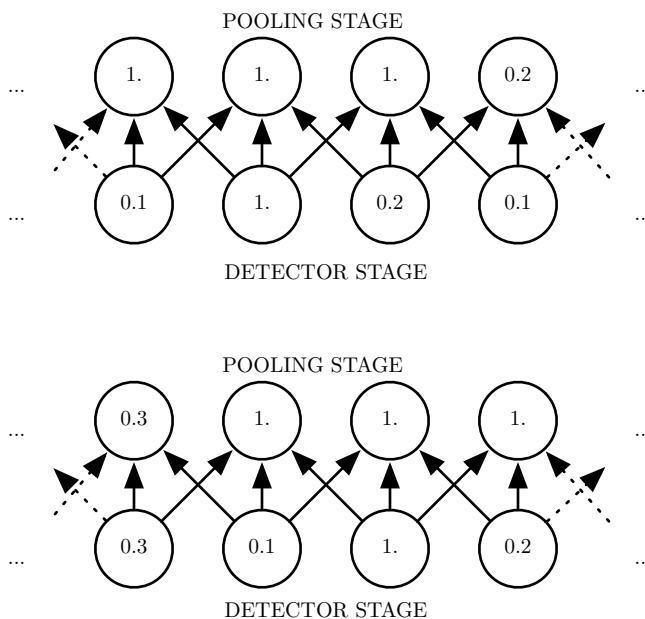 POOLING STAGE
... 1. 1. 1. 0.2 ..
... 0.1 1. 0.2 0.1 ..
DETECTOR STAGE
POOLING STAGE
... 0.3 1. 1. 1. ..
... 0.3 0.1 1. 0.2 ..
DETECTOR STAGE